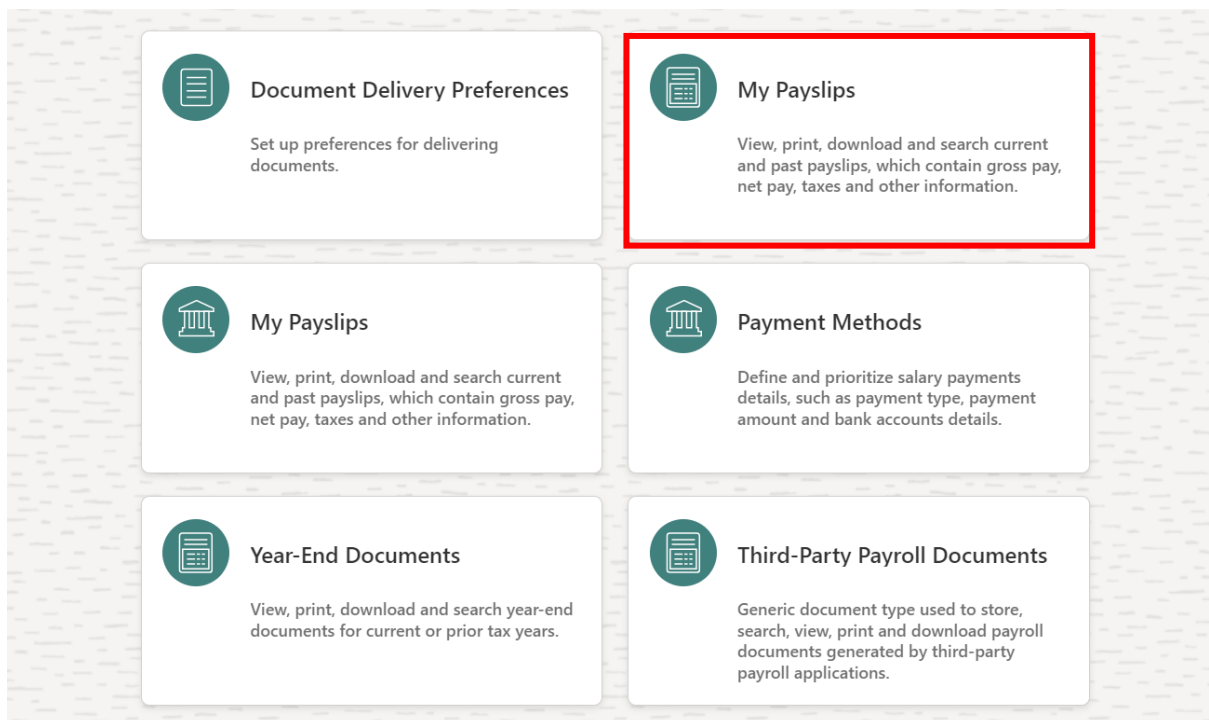 Document Delivery Preferences
Set up preferences for delivering
documents.
My Payslips
View, print, download and search current
and past payslips, which contain gross pay,
net pay, taxes and other information.
My Payslips
View, print, download and search current
and past payslips, which contain gross pay,
net pay, taxes and other information.
Payment Methods
Define and prioritize salary payments
details, such as payment type, payment
amount and bank accounts details.
Year-End Documents
View, print, download and search year-end
documents for current or prior tax years.
Third-Party Payroll Documents
Generic document type used to store,
search, view, print and download payroll
documents generated by third-party
payroll applications.